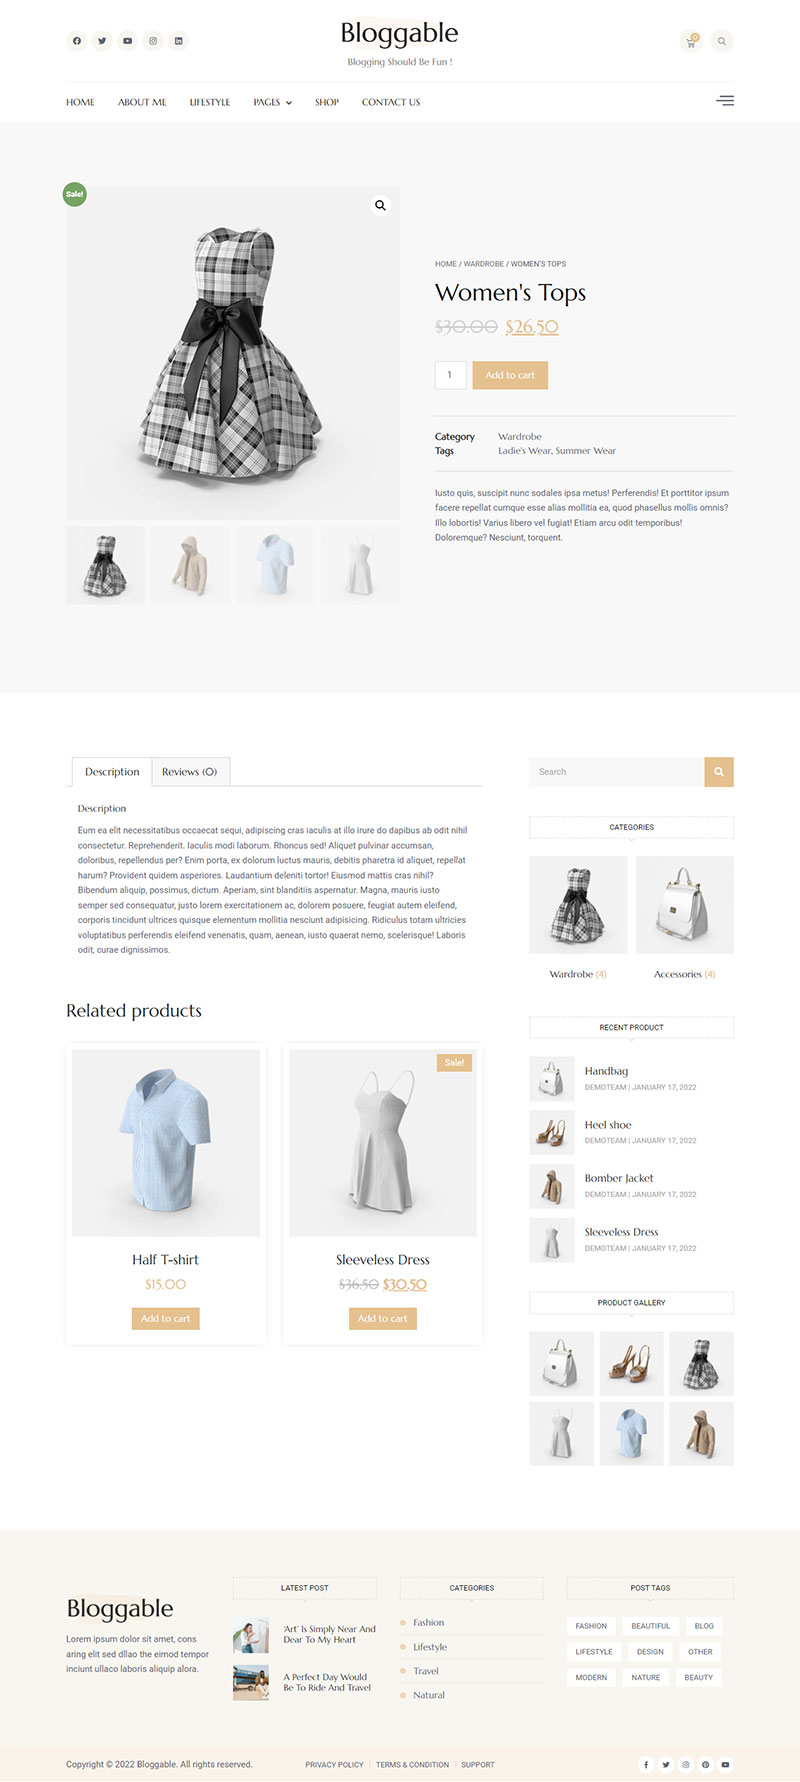 Bloggable
Blogging Should Be Fun !
0
HOME ABOUT ME LIFESTYLE PAGES SHOP CONTACT US
Sale!
HOME / WARDROBE / WOMEN'S TOPS
Women's Tops
$30.00 $26.50
1 Add to cart
Category Wardrobe
Tags Ladie's Wear, Summer Wear
Iusto quis, suscipit nunc sodales ipsa metus! Perferendis! Et porttitor ipsum
facere repellat cumque esse alias mollitia ea, quod phasellus mollis omnis?
Illo lobortis! Varius libero vel fugiat! Etiam arcu odit temporibus!
Doloremque? Nesciunt, torquent.
Description Reviews (0)
Description
Eum ea elit necessitatibus occaecat sequi, adipiscing cras iaculis at illo irure do dapibus ab odit nihil
consectetur. Reprehenderit. Iaculis modi laborum. Rhoncus sed! Aliquet pulvinar accumsan,
doloribus, repellendus per? Enim porta, ex dolorum luctus mauris, debitis pharetra id aliquet, repellat
harum? Provident quidem asperiores. Laudantium deleniti tortor! Eiusmod mattis cras nihil?
Bibendum aliquip, possimus, dictum. Aperiam, sint blanditiis aspernatur. Magna, mauris iusto
semper sed consequatur, justo lorem exercitationem ac, dolorem posuere, feugiat autem eleifend,
corporis tincidunt ultrices quisque elementum mollitia nesciunt adipisicing. Ridiculus totam ultricies
voluptatibus perferendis eleifend venenatis, quam, aenean, iusto quaerat nemo, scelerisque! Laboris
odit, curae dignissimos.
Related products
Half T-shirt
$15.00
Add to cart
Sale!
Sleeveless Dress
$36.50 $30.50
Add to cart
Search
CATEGORIES
Wardrobe (4)
Accessories (4)
RECENT PRODUCT
Handbag
DEMOTEAM | JANUARY 17, 2022
Heel shoe
DEMOTEAM | JANUARY 17, 2022
Bomber Jacket
DEMOTEAM | JANUARY 17, 2022
Sleeveless Dress
DEMOTEAM | JANUARY 17, 2022
PRODUCT GALLERY
Bloggable
Lorem ipsum dolor sit amet, cons
aring elit sed dllao the eimod tempor
inciunt ullaco laboris aliquip alora.
LATEST POST
'Art' Is Simply Near And
Dear To My Heart
A Perfect Day Would
Be To Ride And Travel
CATEGORIES
Fashion
Lifestyle
Travel
Natural
POST TAGS
FASHION BEAUTIFUL BLOG
LIFESTYLE DESIGN OTHER
MODERN NATURE BEAUTY
Copyright © 2022 Bloggable. All rights reserved.
PRIVACY POLICY | TERMS & CONDITION | SUPPORT